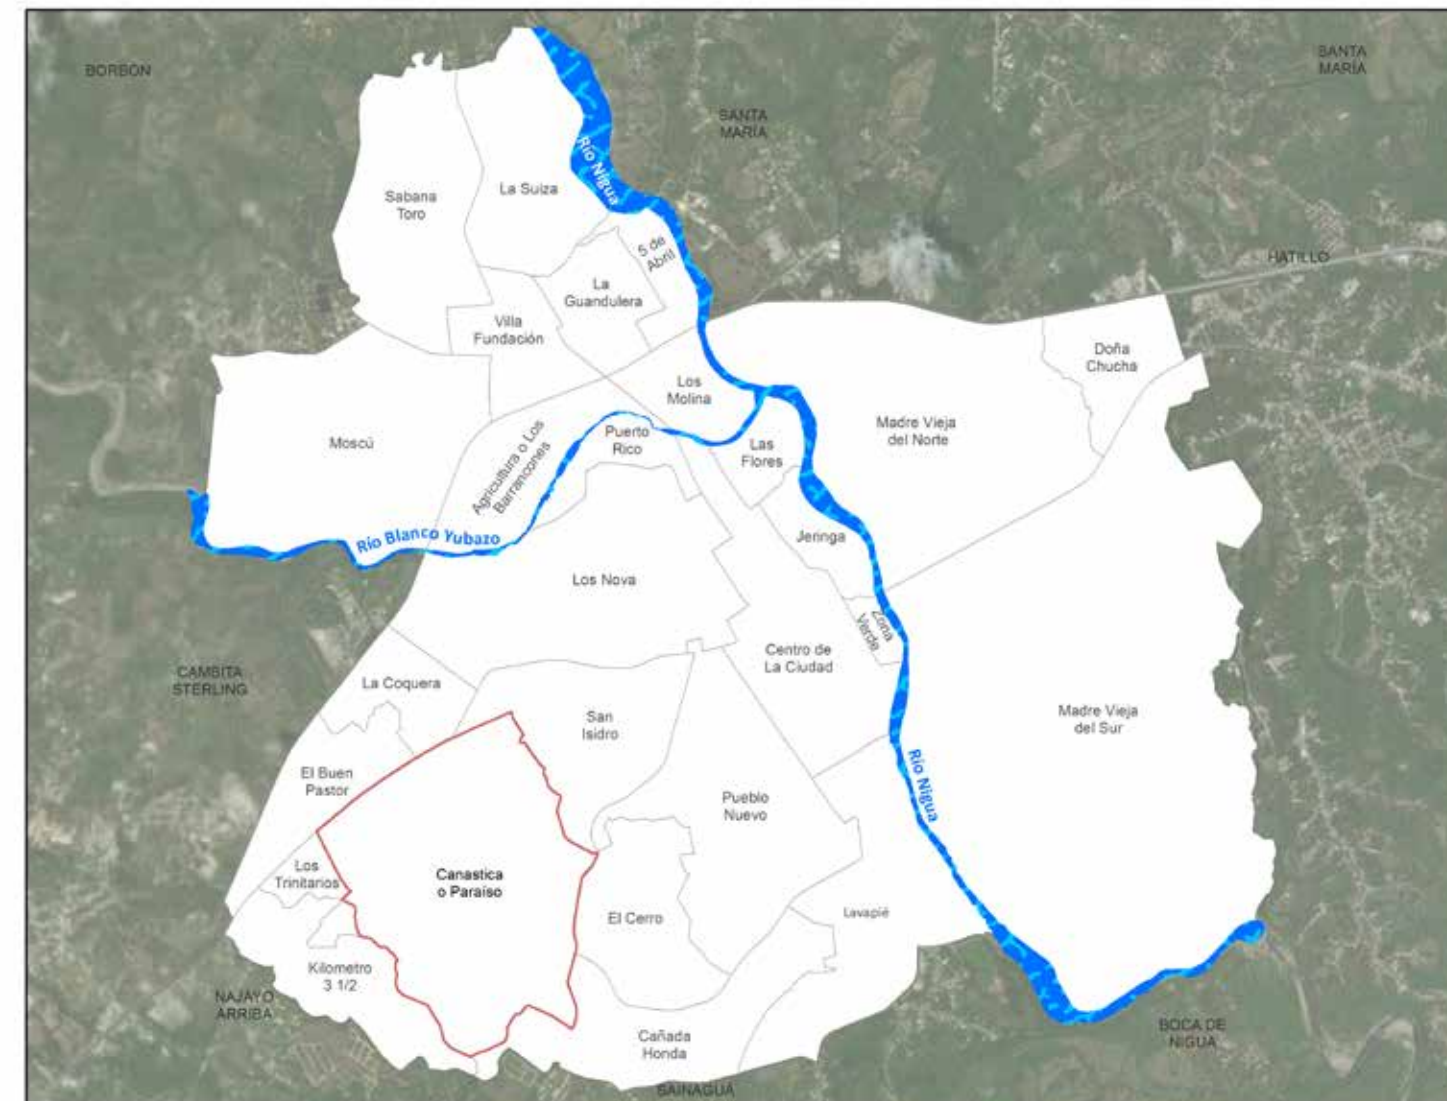 BORBON
SANTA
MARÍA
SANTA
MARÍA
Río Nigua
La Suiza
Sabana
Toro
5 de
Abril
HATILLO
La
Guandulera
Villa
Fundación
Doña
Chucha
Los
Molina
Madre Vieja
del Norte
Moscú
Puerto
Rico
Las
Flores
Agricultura o Los
Barrancones
Río Blanco Yubazo
Jeringa
Los Nova
Zona
Verde
Centro de
La Ciudad
CAMBITA
STERLING
La Coquera
San
Isidro
Madre Vieja
del Sur
El Buen
Pastor
Pueblo
Nuevo
Río Nigua
Los
Trinitarios
Canastica
o Paraíso
El Cerro
Lavapié
Kilometro
3 1/2
NAJAYO
ARRIBA
Cañada
Honda
BOCA DE
NIGUA
SAINAGUÁ